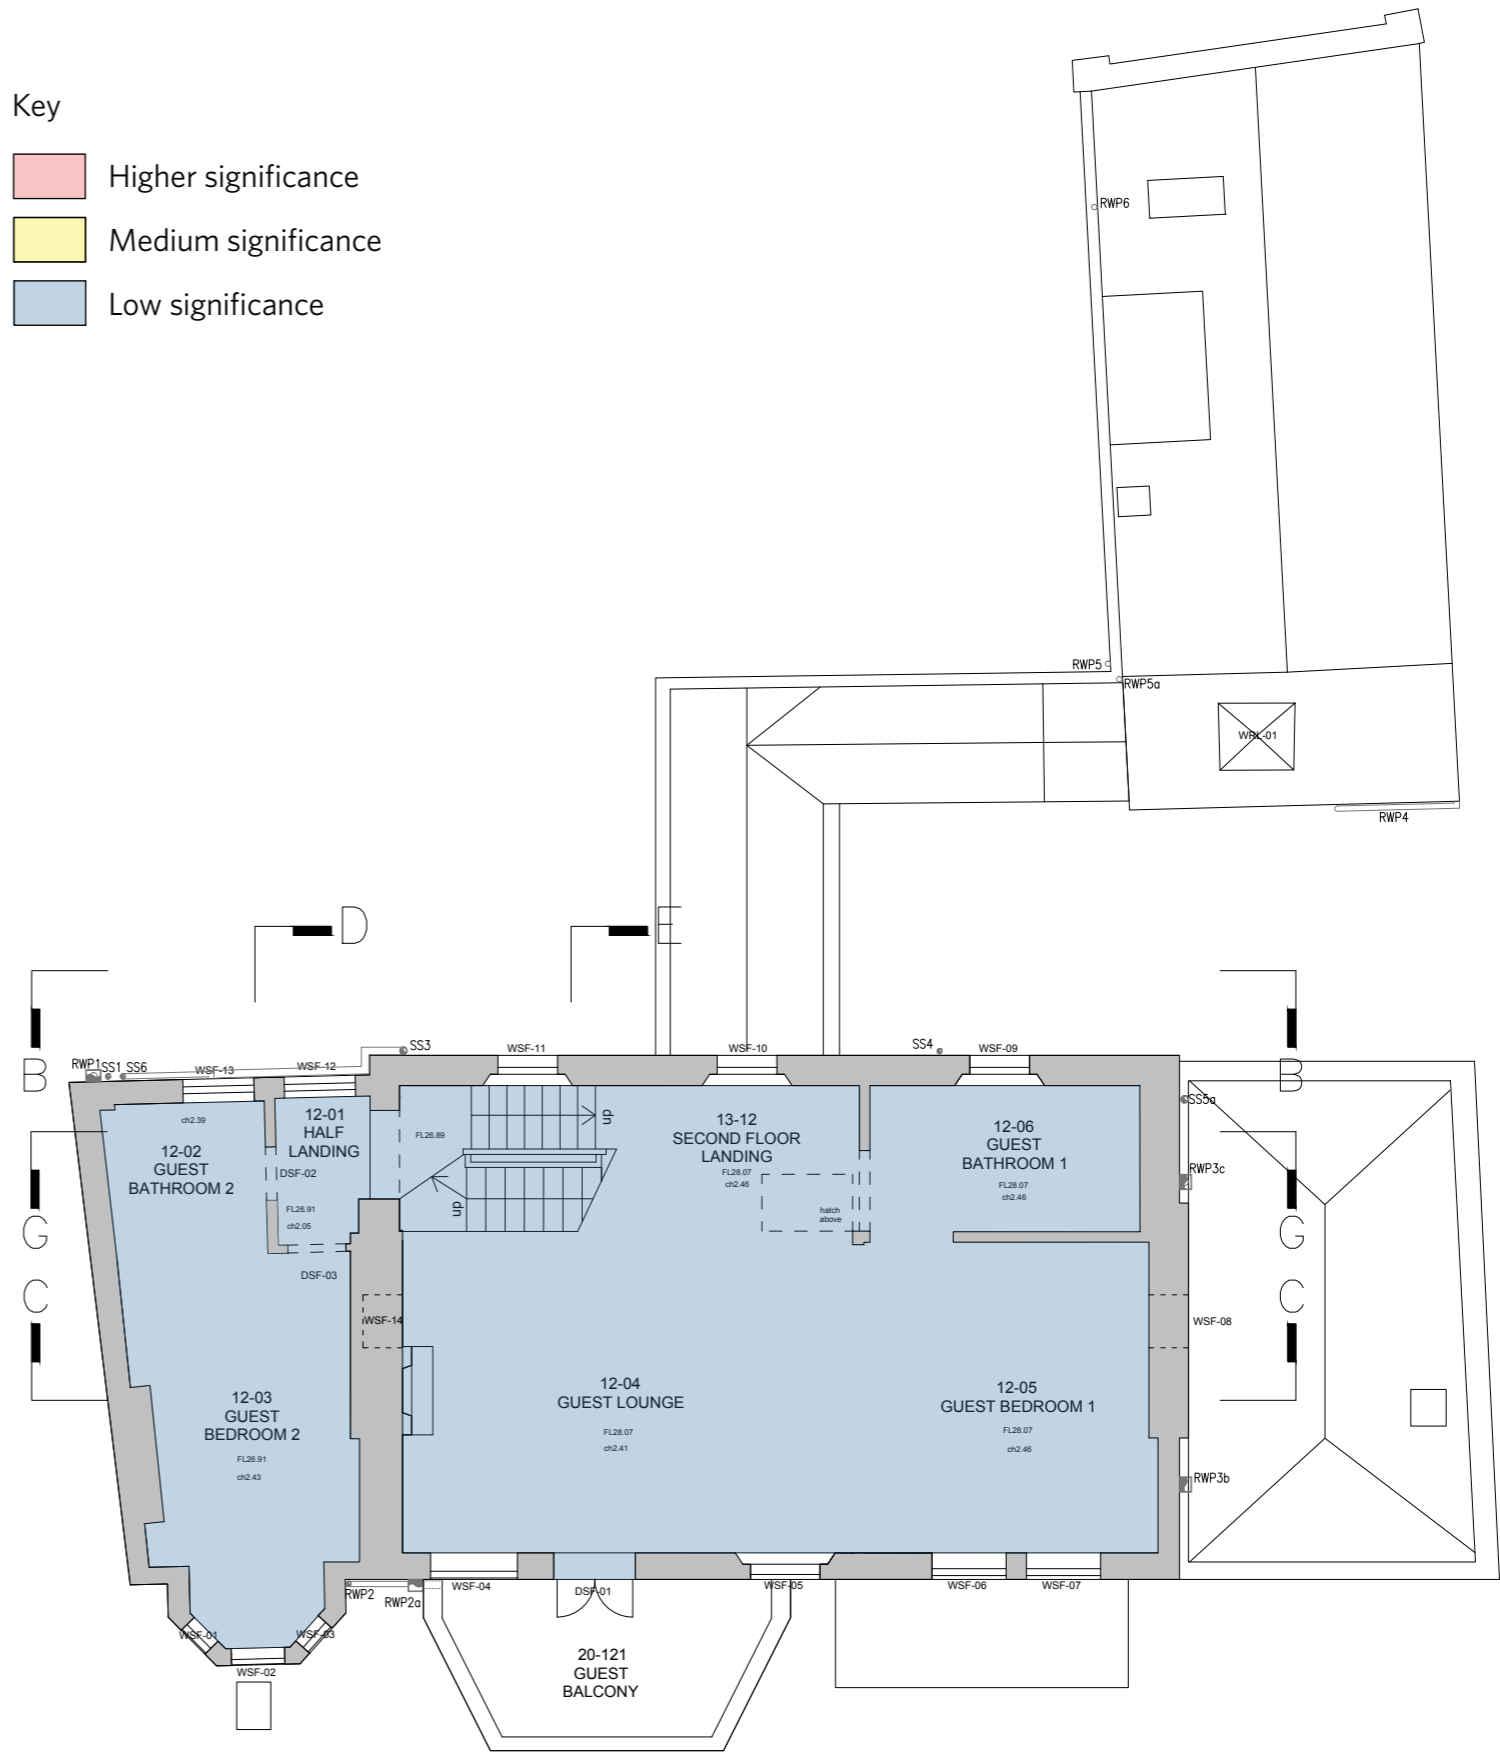 Key
Higher significance
Medium significance
Low significance
RWP6
RWP5
RWP5a
WRL-01
RWP4
D
E
B
B
RWP1
SS1
SS6
WSF-13
WSF-12
SS3
WSF-11
WSF-10
SS4
WSF-09
SS5a
ch2.39
12-02
GUEST
BATHROOM 2
12-01
HALF
LANDING
DSF-02
FL26.91
ch2.05
DSF-03
FL26.89
up
up
13-12
SECOND FLOOR
LANDING
FL28.07
ch2.46
hatch
above
12-06
GUEST
BATHROOM 1
FL28.07
ch2.46
RWP3c
G
G
C
C
WSF-14
WSF-08
12-03
GUEST
BEDROOM 2
FL26.91
ch2.43
12-04
GUEST LOUNGE
FL28.07
ch2.41
12-05
GUEST BEDROOM 1
FL28.07
ch2.46
RWP3b
RWP2
RWP2a
WSF-04
DSF-01
WSF-05
WSF-06
WSF-07
WSF-01
WSF-03
WSF-02
20-121
GUEST
BALCONY